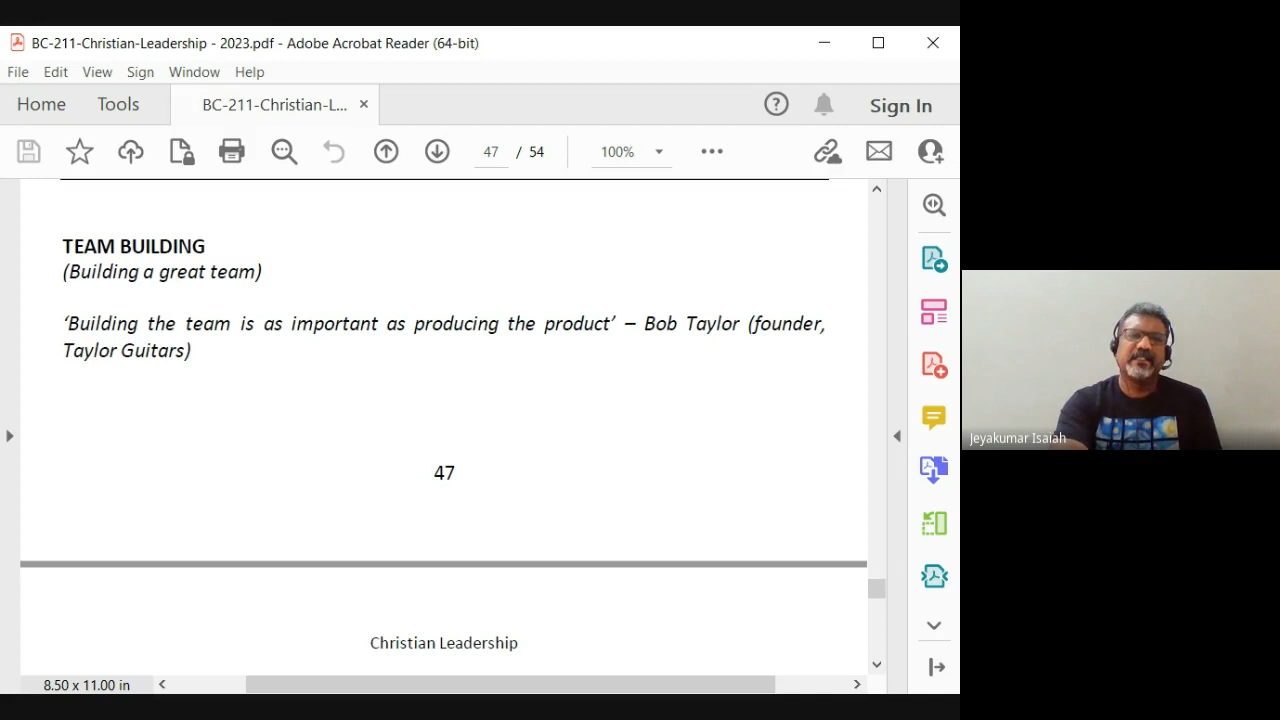 BC-211-Christian-Leadership - 2023.pdf - Adobe Acrobat Reader (64-bit)
File Edit View Sign Window Help
Home Tools BC-211-Christian-L... × Sign In
47 / 54 100%
TEAM BUILDING
(Building a great team)
‘Building the team is as important as producing the product’ – Bob Taylor (founder,
Taylor Guitars)
47
Christian Leadership
8.50 x 11.00 in
Jeyakumar Isaiah